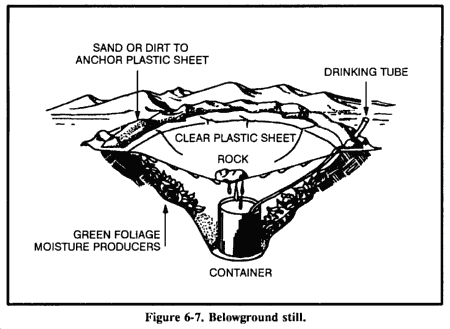 SAND OR DIRT TO
ANCHOR PLASTIC SHEET
DRINKING TUBE
CLEAR PLASTIC SHEET
ROCK
GREEN FOLIAGE
MOISTURE PRODUCERS
CONTAINER
Figure 6-7. Belowground still.